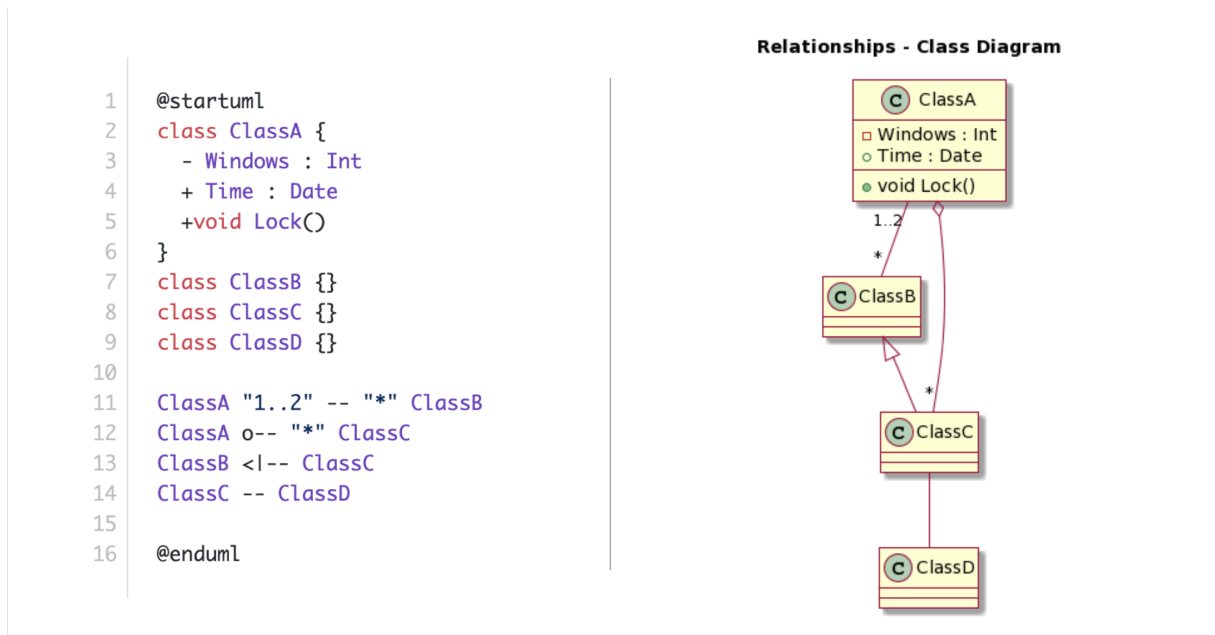 1 @startuml
2 class ClassA {
3 - Windows : Int
4 + Time : Date
5 +void Lock()
6 }
7 class ClassB {}
8 class ClassC {}
9 class ClassD {}
10
11 ClassA "1..2" -- "*" ClassB
12 ClassA o-- "*" ClassC
13 ClassB <|-- ClassC
14 ClassC -- ClassD
15
16 @enduml
Relationships - Class Diagram
C ClassA
Windows : Int
Time : Date
void Lock()
1..2
*
C ClassB
*
C ClassC
C ClassD